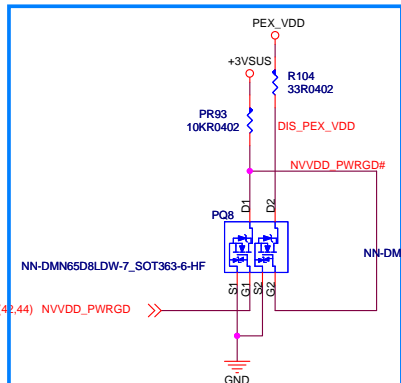 PEX_VDD
+3VSUS
R104
33R0402
PR93
10KR0402
DIS_PEX_VDD
NVVDD_PWRGD#
D1
D2
PQ8
NN-DM
NN-DMN65D8LDW-7_SOT363-6-HF
S1
G1
S2
G2
42,44) NVVDD_PWRGD
GND